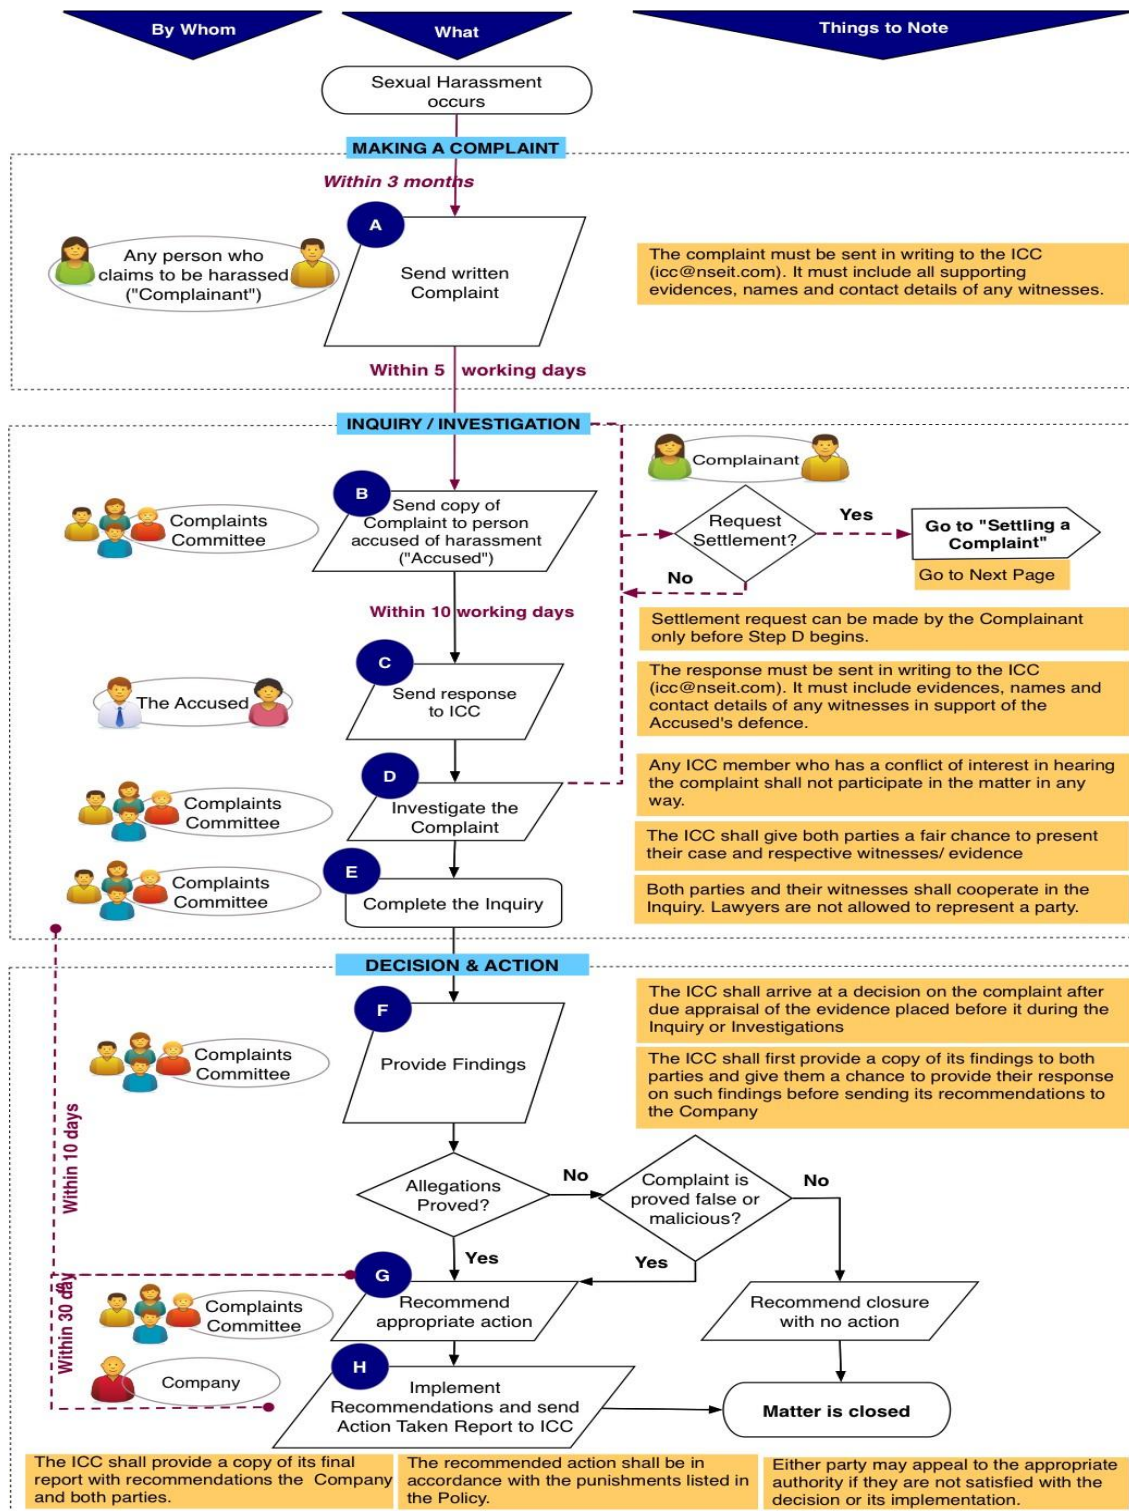 By Whom
What
Things to Note
Sexual Harassment
occurs
MAKING A COMPLAINT
Within 3 months
A
Any person who
claims to be harassed
("Complainant")
Send written
Complaint
The complaint must be sent in writing to the ICC
(icc@nseit.com). It must include all supporting
evidences, names and contact details of any witnesses.
Within 5 working days
INQUIRY / INVESTIGATION
Complainant
B
Complaints
Committee
Send copy of
Complaint to person
accused of harassment
("Accused")
Request
Settlement?
Yes
Go to "Settling a
Complaint"
Go to Next Page
No
Within 10 working days
Settlement request can be made by the Complainant
only before Step D begins.
C
The Accused
Send response
to ICC
The response must be sent in writing to the ICC
(icc@nseit.com). It must include evidences, names and
contact details of any witnesses in support of the
Accused's defence.
D
Complaints
Committee
Investigate the
Complaint
Any ICC member who has a conflict of interest in hearing
the complaint shall not participate in the matter in any
way.
The ICC shall give both parties a fair chance to present
their case and respective witnesses/ evidence
E
Complaints
Committee
Complete the Inquiry
Both parties and their witnesses shall cooperate in the
Inquiry. Lawyers are not allowed to represent a party.
DECISION & ACTION
F
Complaints
Committee
Provide Findings
The ICC shall arrive at a decision on the complaint after
due appraisal of the evidence placed before it during the
Inquiry or Investigations
The ICC shall first provide a copy of its findings to both
parties and give them a chance to provide their response
on such findings before sending its recommendations to
the Company
Within 10 days
Allegations
Proved?
No
Complaint is
proved false or
malicious?
No
Yes
Yes
G
Within 30 days
Complaints
Committee
Recommend
appropriate action
Recommend closure
with no action
H
Company
Implement
Recommendations and send
Action Taken Report to ICC
Matter is closed
The ICC shall provide a copy of its final
report with recommendations the Company
and both parties.
The recommended action shall be in
accordance with the punishments listed in
the Policy.
Either party may appeal to the appropriate
authority if they are not satisfied with the
decision or its implementation.